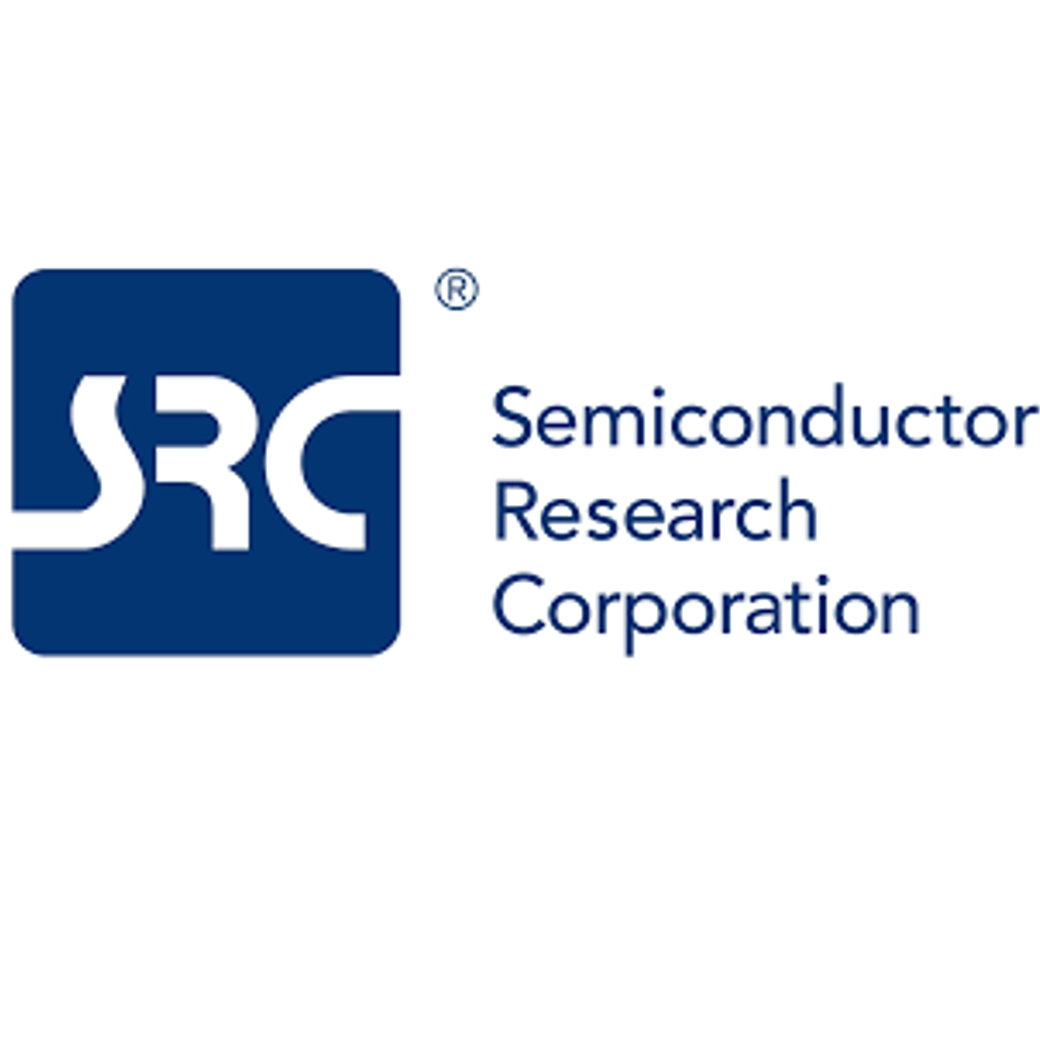 SRC ®
Semiconductor
Research
Corporation